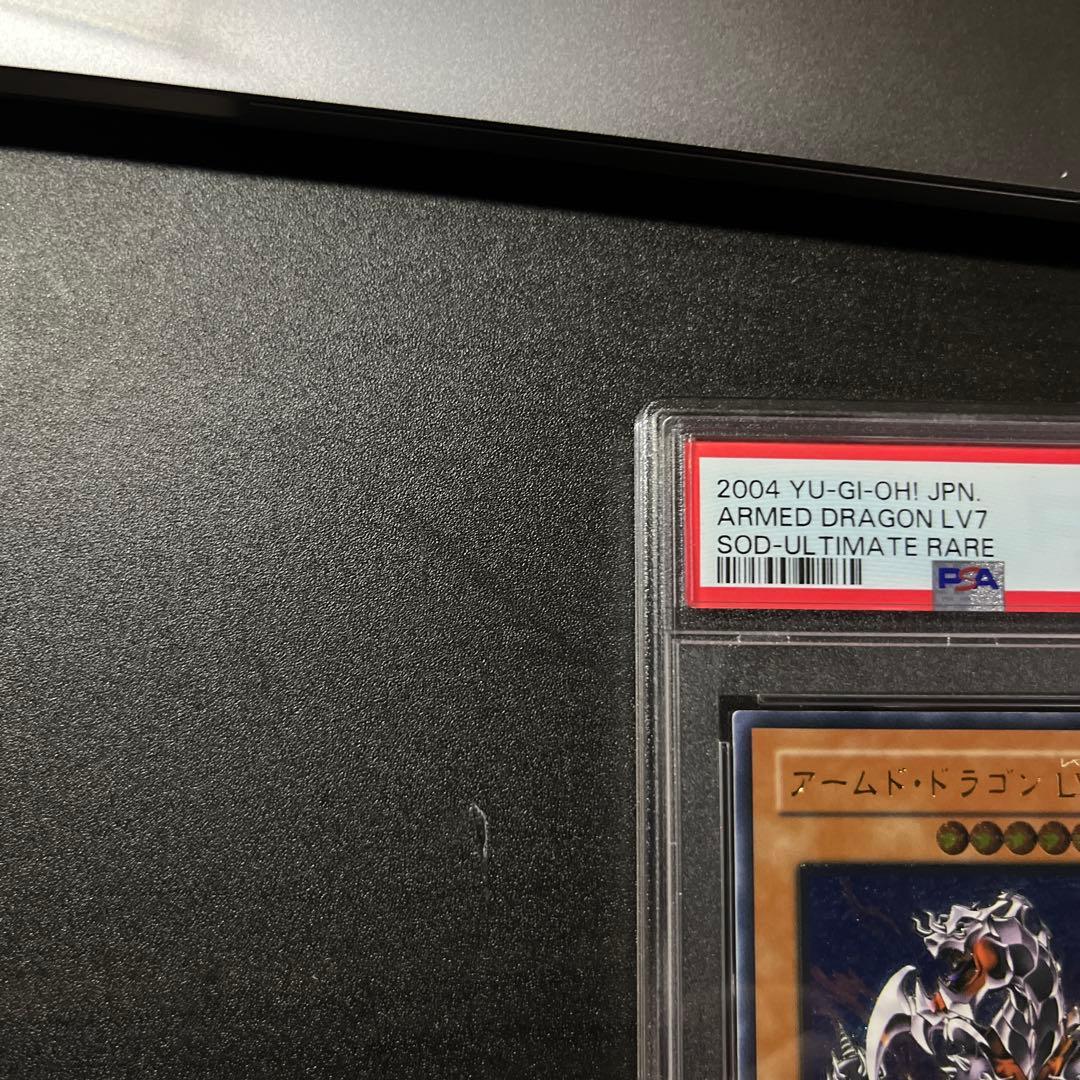 2004 YU-GI-OH! JPN.
ARMED DRAGON LV7
SOD-ULTIMATE RARE
PSA
アームド・ドラゴン